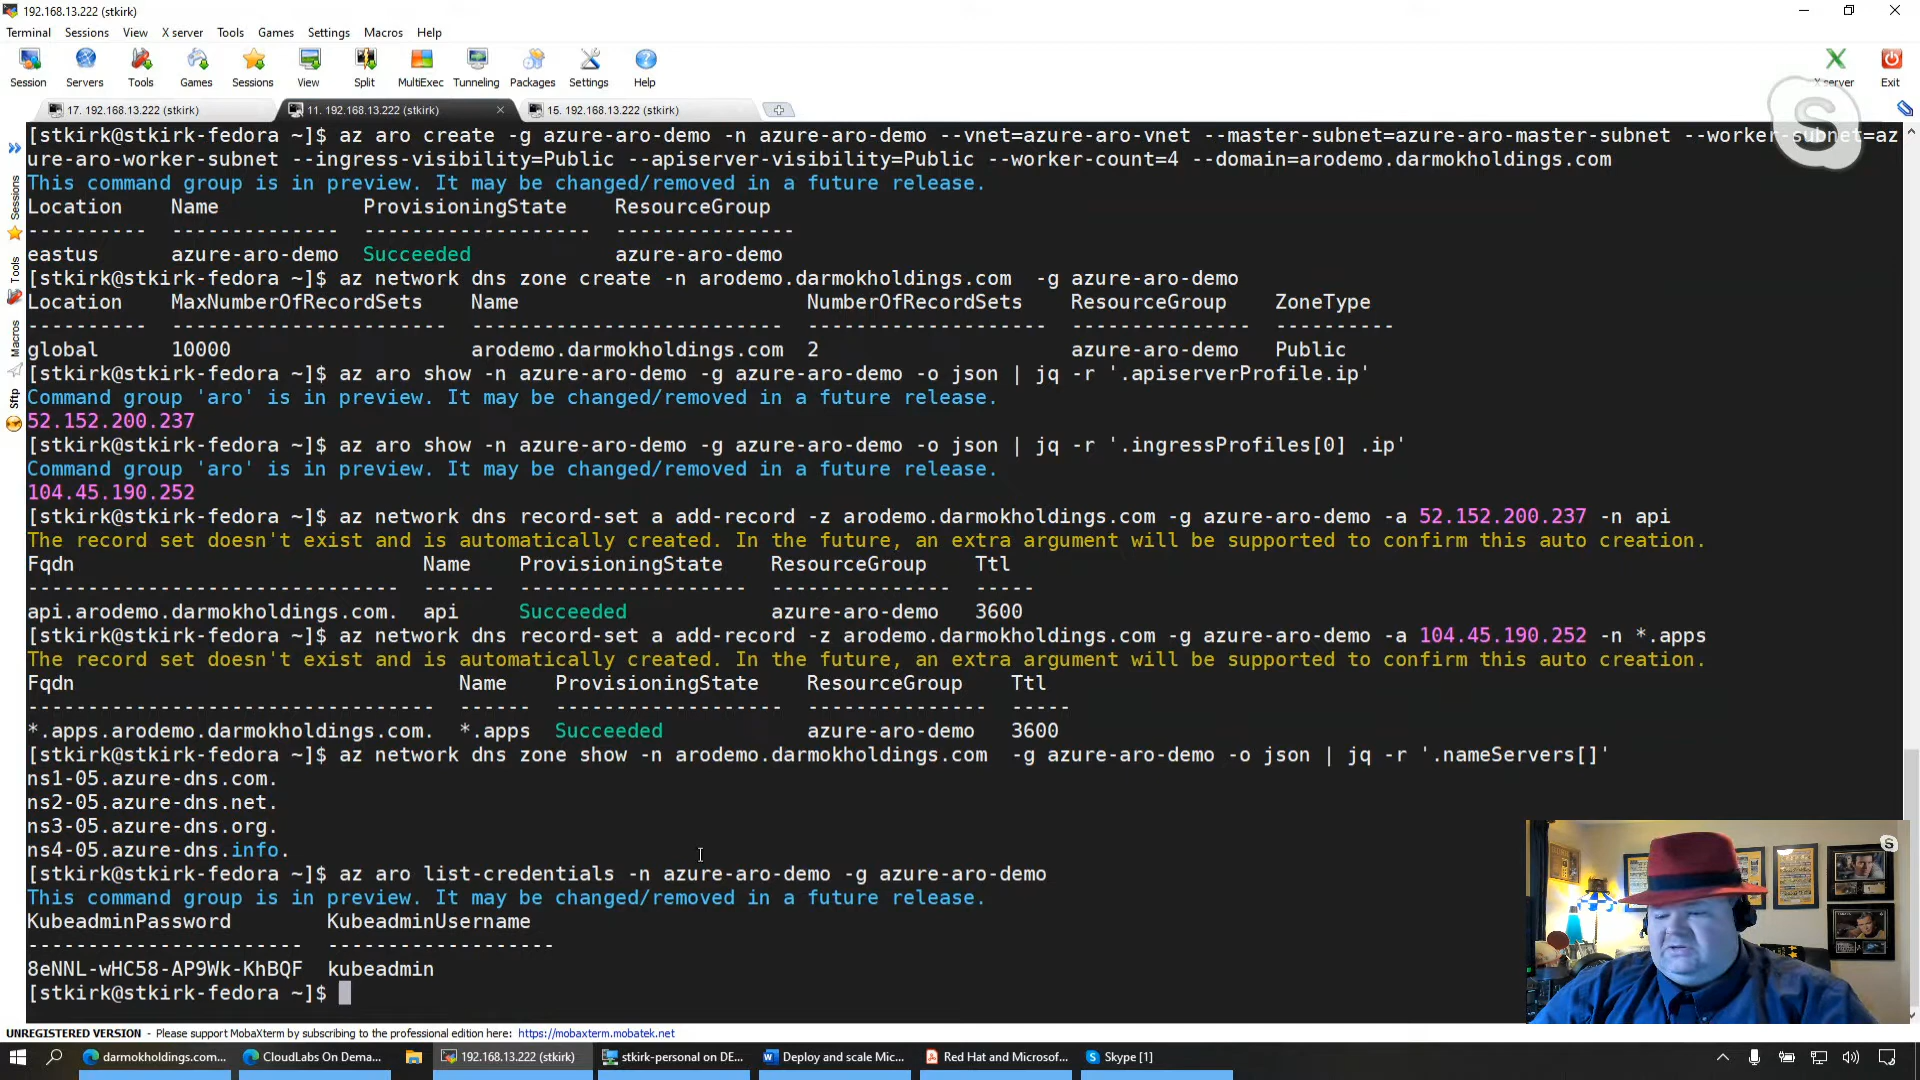 192.168.13.222 (stkirk)
Terminal Sessions View X server Tools Games Settings Macros Help
Session Servers Tools Games Sessions View Split MultiExec Tunneling Packages Settings Help X server Exit
17. 192.168.13.222 (stkirk) 11. 192.168.13.222 (stkirk) 15. 192.168.13.222 (stkirk)
[stkirk@stkirk-fedora ~]$ az aro create -g azure-aro-demo -n azure-aro-demo --vnet=azure-aro-vnet --master-subnet=azure-aro-master-subnet --worker-subnet=az
ure-aro-worker-subnet --ingress-visibility=Public --apiserver-visibility=Public --worker-count=4 --domain=arodemo.darmokholdings.com
This command group is in preview. It may be changed/removed in a future release.
Location Name ProvisioningState ResourceGroup
---------- -------------- ------------------- ---------------
eastus azure-aro-demo Succeeded azure-aro-demo
[stkirk@stkirk-fedora ~]$ az network dns zone create -n arodemo.darmokholdings.com -g azure-aro-demo
Location MaxNumberOfRecordSets Name NumberOfRecordSets ResourceGroup ZoneType
---------- ----------------------- -------------------------- -------------------- --------------- ----------
global 10000 arodemo.darmokholdings.com 2 azure-aro-demo Public
[stkirk@stkirk-fedora ~]$ az aro show -n azure-aro-demo -g azure-aro-demo -o json | jq -r '.apiserverProfile.ip'
Command group 'aro' is in preview. It may be changed/removed in a future release.
52.152.200.237
[stkirk@stkirk-fedora ~]$ az aro show -n azure-aro-demo -g azure-aro-demo -o json | jq -r '.ingressProfiles[0] .ip'
Command group 'aro' is in preview. It may be changed/removed in a future release.
104.45.190.252
[stkirk@stkirk-fedora ~]$ az network dns record-set a add-record -z arodemo.darmokholdings.com -g azure-aro-demo -a 52.152.200.237 -n api
The record set doesn't exist and is automatically created. In the future, an extra argument will be supported to confirm this auto creation.
Fqdn Name ProvisioningState ResourceGroup Ttl
------------------------------- ------ ------------------- --------------- -----
api.arodemo.darmokholdings.com. api Succeeded azure-aro-demo 3600
[stkirk@stkirk-fedora ~]$ az network dns record-set a add-record -z arodemo.darmokholdings.com -g azure-aro-demo -a 104.45.190.252 -n *.apps
The record set doesn't exist and is automatically created. In the future, an extra argument will be supported to confirm this auto creation.
Fqdn Name ProvisioningState ResourceGroup Ttl
---------------------------------- ------ ------------------- --------------- -----
*.apps.arodemo.darmokholdings.com. *.apps Succeeded azure-aro-demo 3600
[stkirk@stkirk-fedora ~]$ az network dns zone show -n arodemo.darmokholdings.com -g azure-aro-demo -o json | jq -r '.nameServers[]'
ns1-05.azure-dns.com.
ns2-05.azure-dns.net.
ns3-05.azure-dns.org.
ns4-05.azure-dns.info.
[stkirk@stkirk-fedora ~]$ az aro list-credentials -n azure-aro-demo -g azure-aro-demo
This command group is in preview. It may be changed/removed in a future release.
KubeadminPassword KubeadminUsername
----------------------- -------------------
8eNNL-wHC58-AP9Wk-KhBQF kubeadmin
[stkirk@stkirk-fedora ~]$
Sessions
Tools
Macros
Sftp
UNREGISTERED VERSION - Please support MobaXterm by subscribing to the professional edition here: https://mobaxterm.mobatek.net
darmokholdings.com... CloudLabs On Dema... 192.168.13.222 (stkirk) stkirk-personal on DE... Deploy and scale Mic... Red Hat and Microsof... Skype [1]